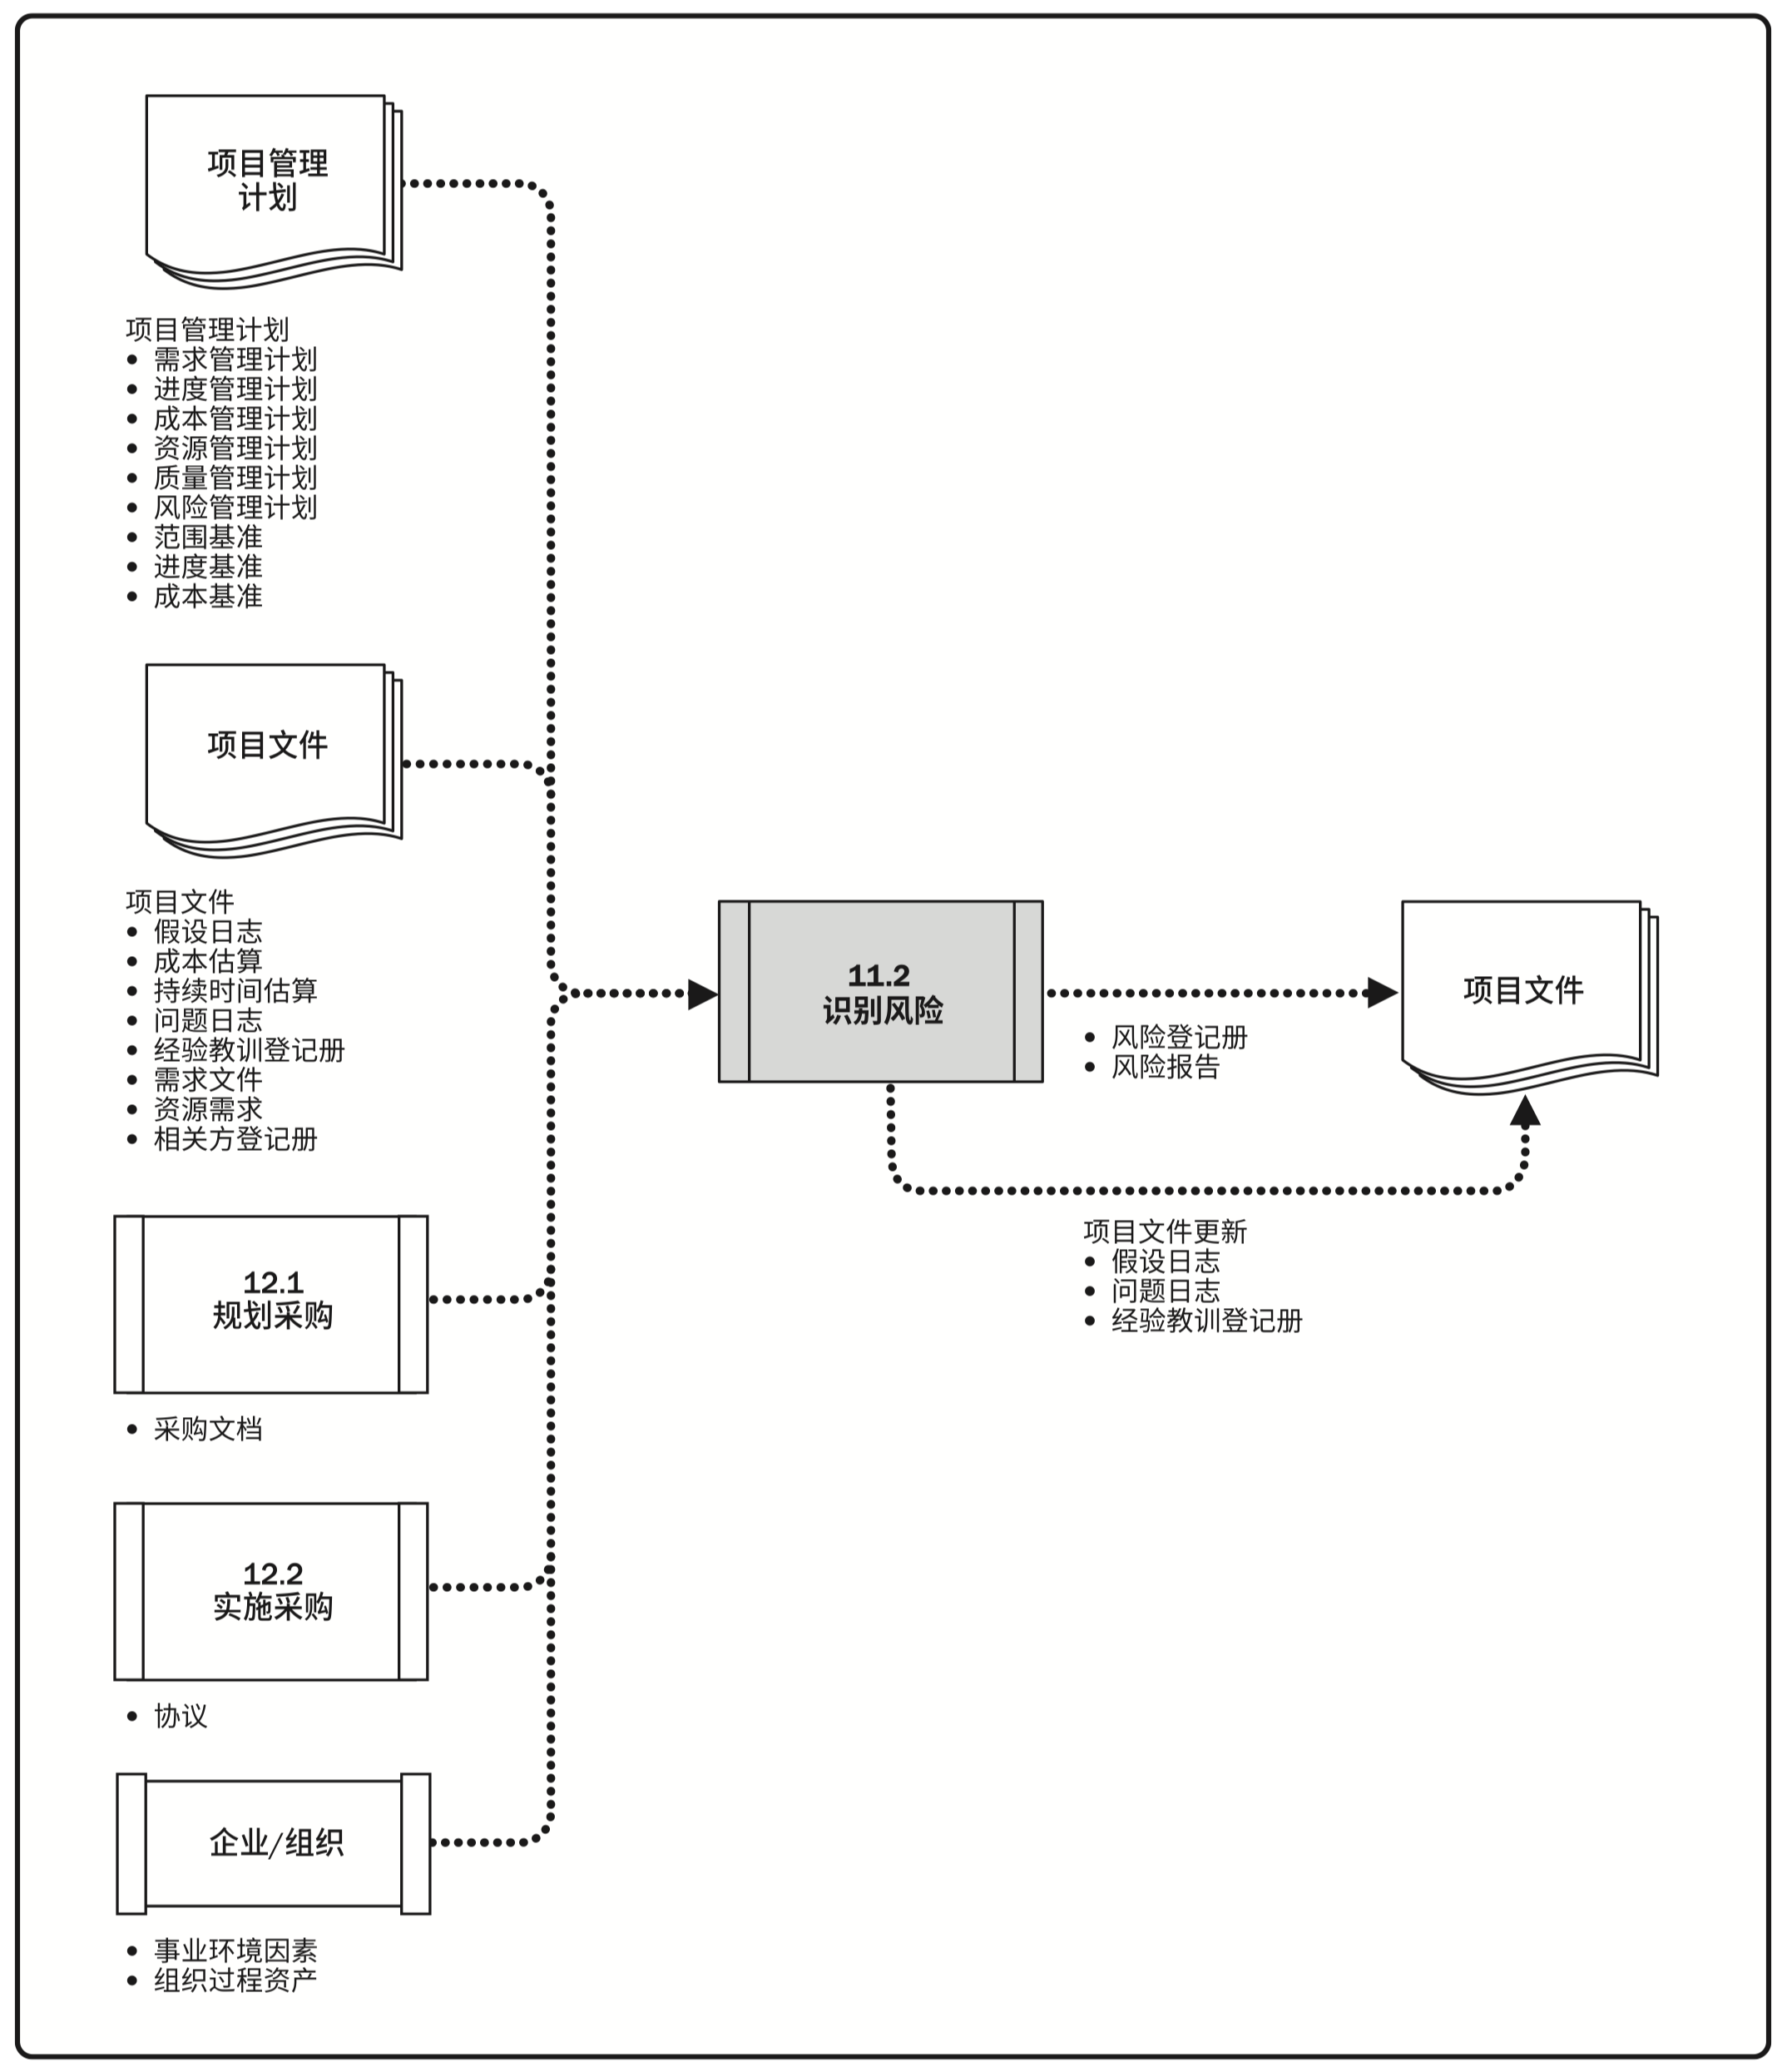 项目管理
计划
项目管理计划
• 需求管理计划
• 进度管理计划
• 成本管理计划
• 资源管理计划
• 质量管理计划
• 风险管理计划
• 范围基准
• 进度基准
• 成本基准
项目文件
项目文件
• 假设日志
• 成本估算
• 持续时间估算
• 问题日志
• 经验教训登记册
• 需求文件
• 资源需求
• 相关方登记册
12.1
规划采购
• 采购文档
12.2
实施采购
• 协议
企业/组织
• 事业环境因素
• 组织过程资产
11.2
识别风险
• 风险登记册
• 风险报告
项目文件
项目文件更新
• 假设日志
• 问题日志
• 经验教训登记册